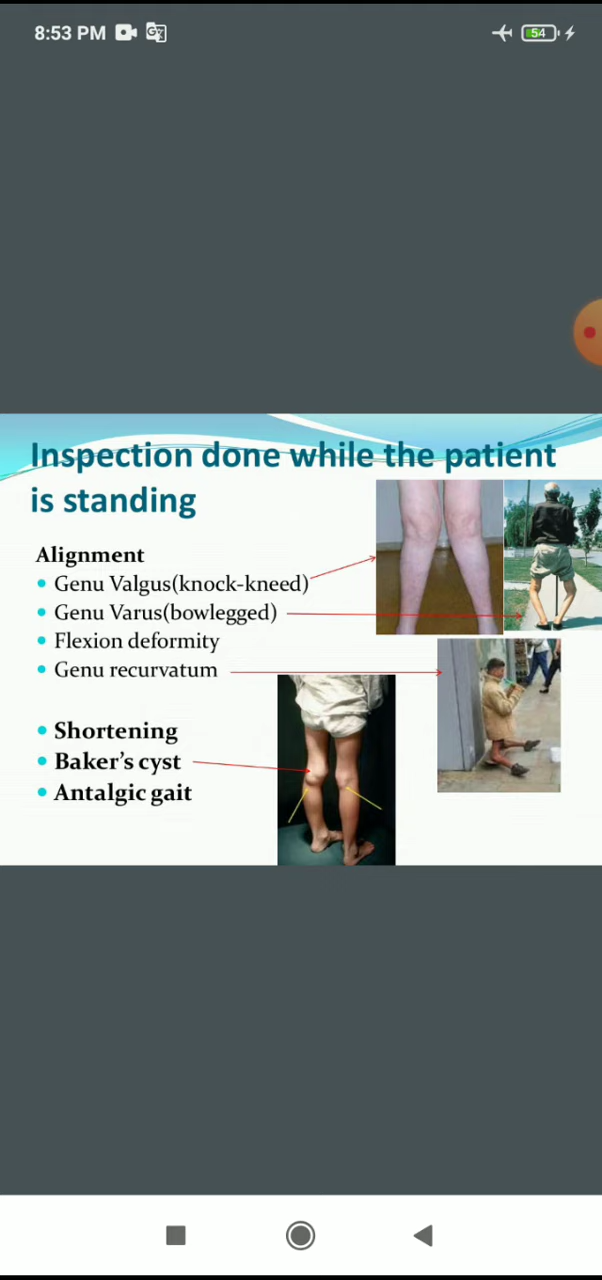 8:53 PM
54
Inspection done while the patient
is standing
Alignment
• Genu Valgus(knock-kneed)
• Genu Varus(bowlegged)
• Flexion deformity
• Genu recurvatum
• Shortening
• Baker's cyst
• Antalgic gait